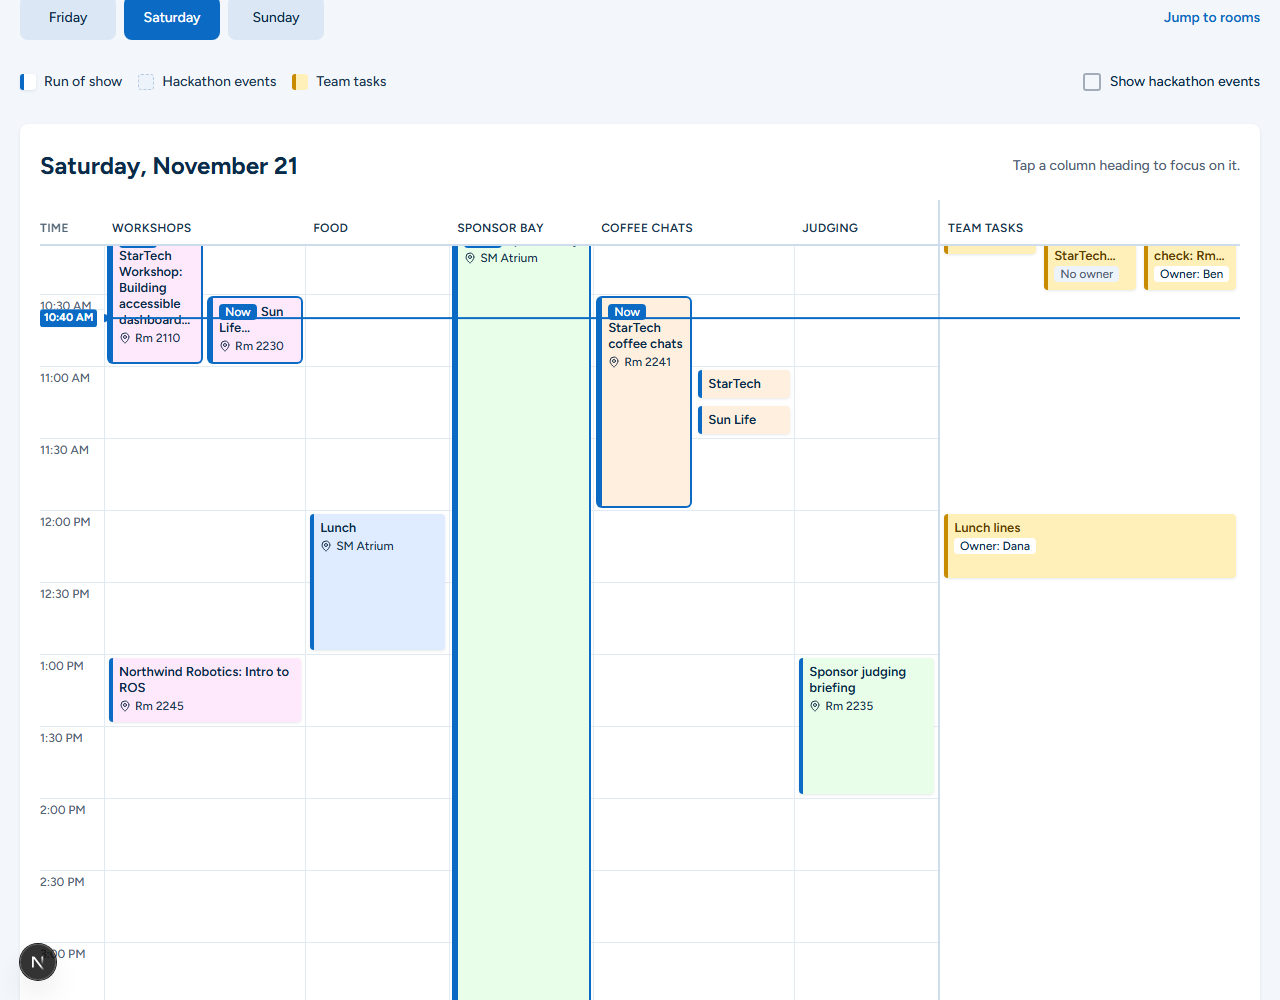 Friday
Saturday
Sunday
Jump to rooms
Run of show
Hackathon events
Team tasks
Show hackathon events
Saturday, November 21
Tap a column heading to focus on it.
TIME
WORKSHOPS
FOOD
SPONSOR BAY
COFFEE CHATS
JUDGING
TEAM TASKS
StarTech
Workshop:
Building
accessible
dashboard...
Rm 2110
SM Atrium
StarTech...
No owner
check: Rm...
Owner: Ben
10:30 AM
10:40 AM
Now Sun
Life...
Rm 2230
Now
StarTech
coffee chats
Rm 2241
11:00 AM
StarTech
Sun Life
11:30 AM
12:00 PM
Lunch
SM Atrium
Lunch lines
Owner: Dana
12:30 PM
1:00 PM
Northwind Robotics: Intro to
ROS
Rm 2245
Sponsor judging
briefing
Rm 2235
1:30 PM
2:00 PM
2:30 PM
:00 PM
N